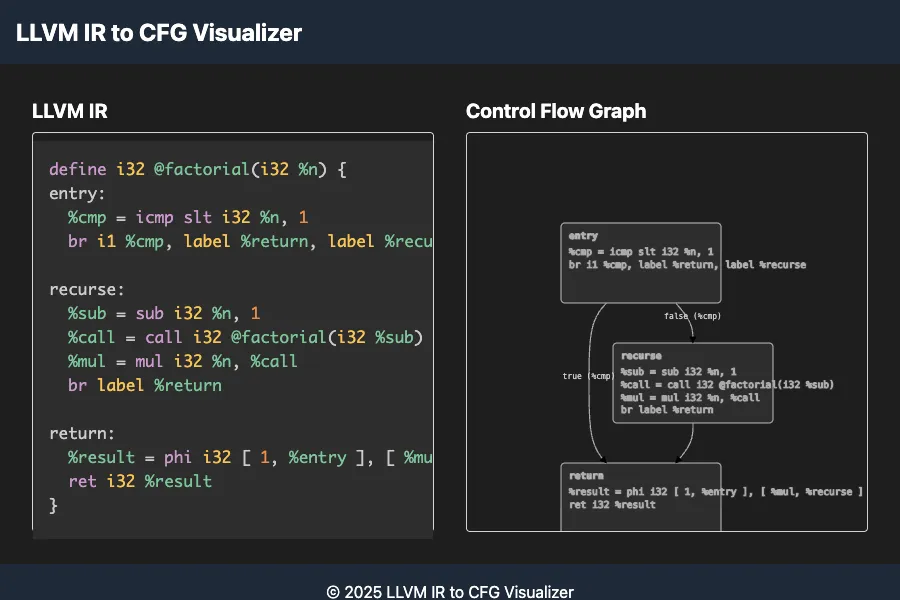 LLVM IR to CFG Visualizer
LLVM IR
define i32 @factorial(i32 %n) {
entry:
%cmp = icmp slt i32 %n, 1
br i1 %cmp, label %return, label %recu
recurse:
%sub = sub i32 %n, 1
%call = call i32 @factorial(i32 %sub)
%mul = mul i32 %n, %call
br label %return
return:
%result = phi i32 [ 1, %entry ], [ %mu
ret i32 %result
}
Control Flow Graph
entry
%cmp = icmp slt i32 %n, 1
br i1 %cmp, label %return, label %recurse
false (%cmp)
true (%cmp)
recurse
%sub = sub i32 %n, 1
%call = call i32 @factorial(i32 %sub)
%mul = mul i32 %n, %call
br label %return
return
%result = phi i32 [ 1, %entry ], [ %mul, %recurse ]
ret i32 %result
© 2025 LLVM IR to CFG Visualizer